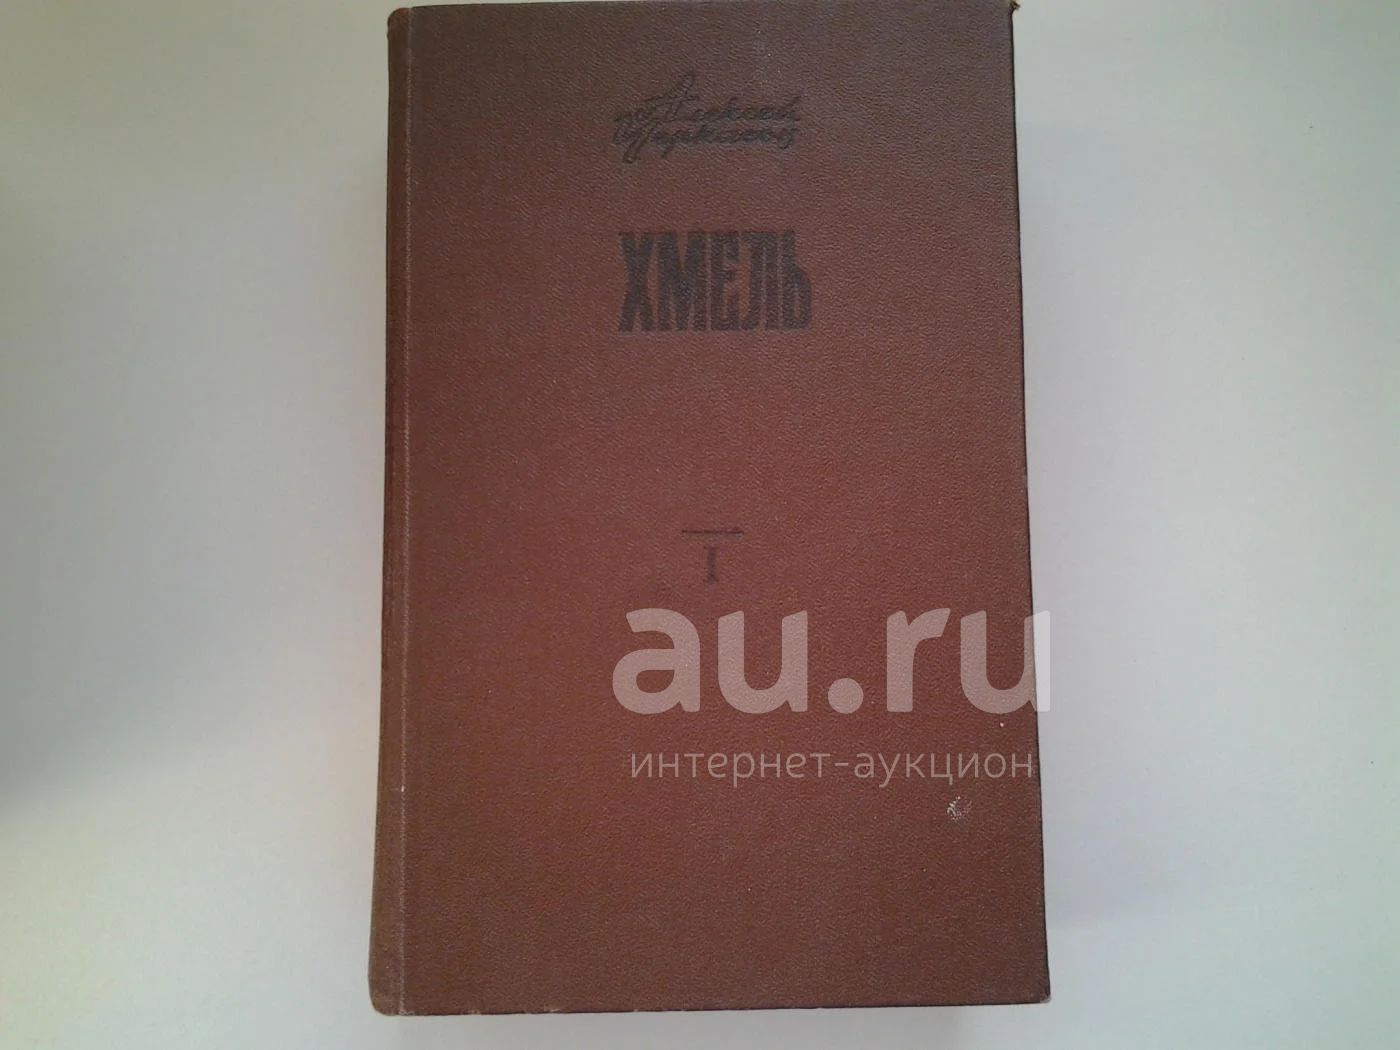 Алексей
Черкасов
ХМЕЛЬ
I
au.ru
интернет-аукцион